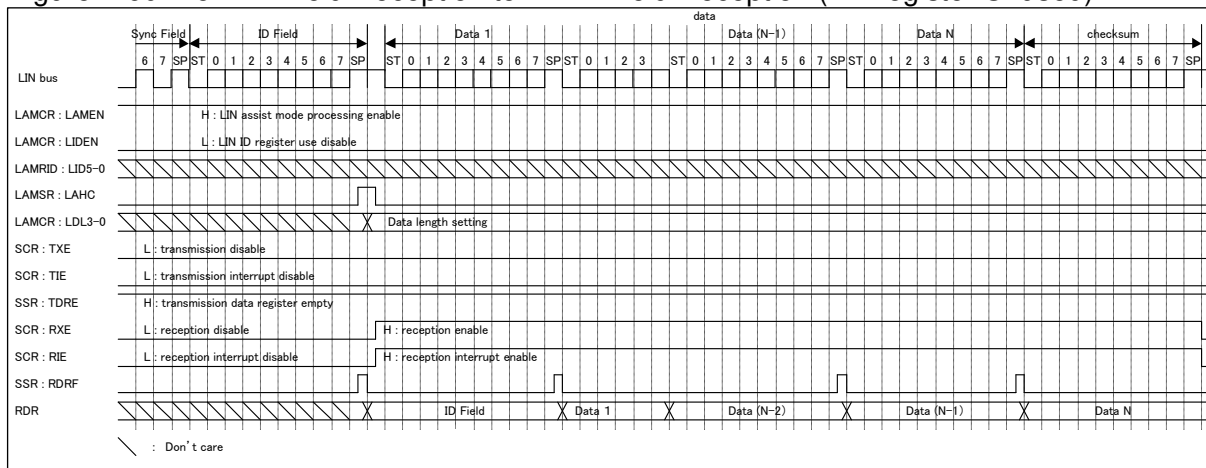 data
Sync Field ID Field Data 1 Data (N-1) Data N checksum
6 7 SP ST 0 1 2 3 4 5 6 7 SP ST 0 1 2 3 4 5 6 7 SP ST 0 1 2 3 ST 0 1 2 3 4 5 6 7 SP ST 0 1 2 3 4 5 6 7 SP ST 0 1 2 3 4 5 6 7 SP
LIN bus
LAMCR : LAMEN H : LIN assist mode processing enable
LAMCR : LIDEN L : LIN ID register use disable
LAMRID : LID5-0
LAMSR : LAHC
LAMCR : LDL3-0 Data length setting
SCR : TXE L : transmission disable
SCR : TIE L : transmission interrupt disable
SSR : TDRE H : transmission data register empty
SCR : RXE L : reception disable H : reception enable
SCR : RIE L : reception interrupt disable H : reception interrupt enable
SSR : RDRF
RDR ID Field Data 1 Data (N-2) Data (N-1) Data N
: Don't care